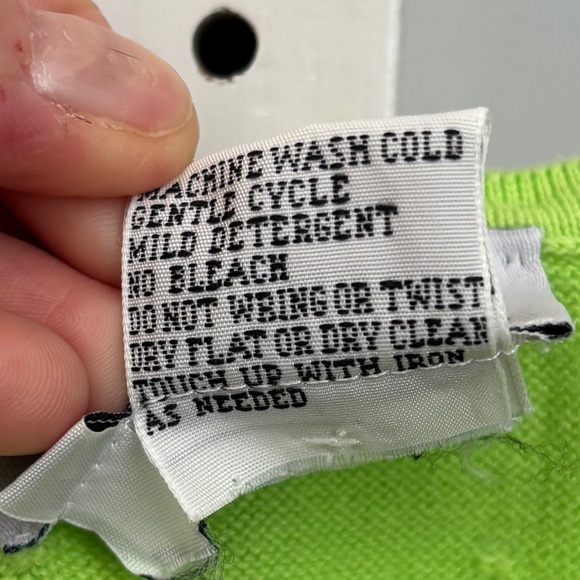 MACHINE WASH COLD
GENTLE CYCLE
MILD DETERGENT
NO BLEACH
DO NOT WRING OR TWIST
DRY FLAT OR DRY CLEAN
TOUCH UP WITH IRON
AS NEEDED